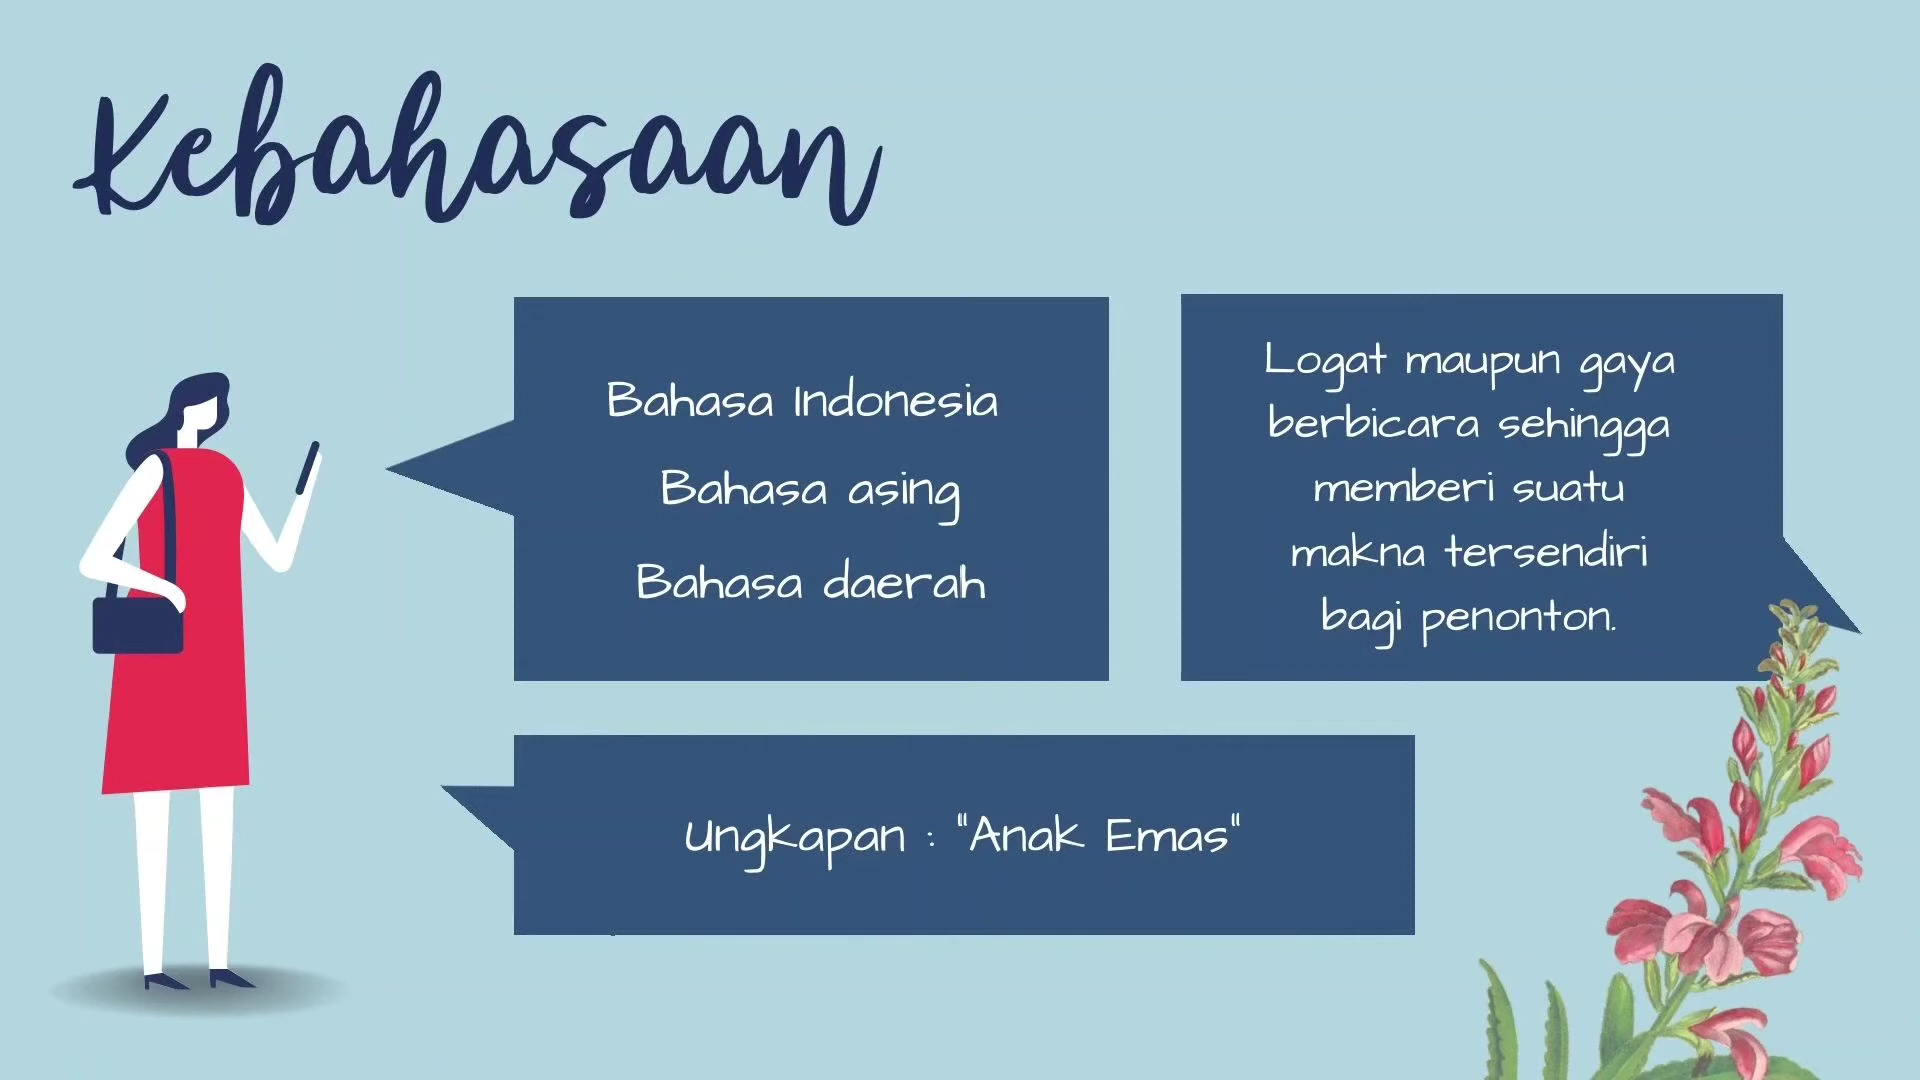 Kebahasaan
Bahasa Indonesia
Bahasa asing
Bahasa daerah
Logat maupun gaya
berbicara sehingga
memberi suatu
makna tersendiri
bagi penonton.
Ungkapan : "Anak Emas"